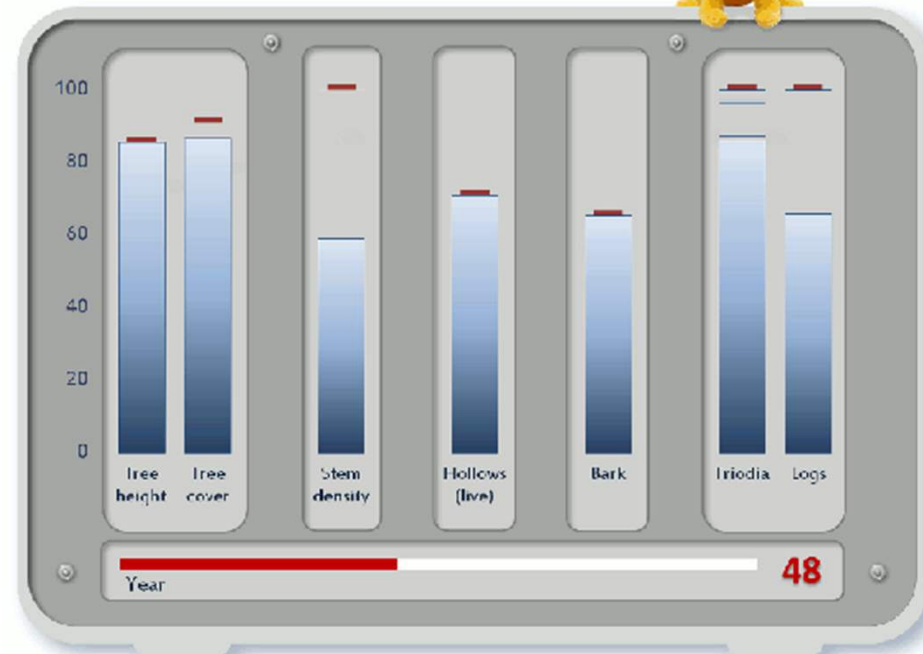 100
80
60
40
20
0
Tree height
Tree cover
Stem density
Hollows (live)
Bark
Triodia
Logs
Year
48